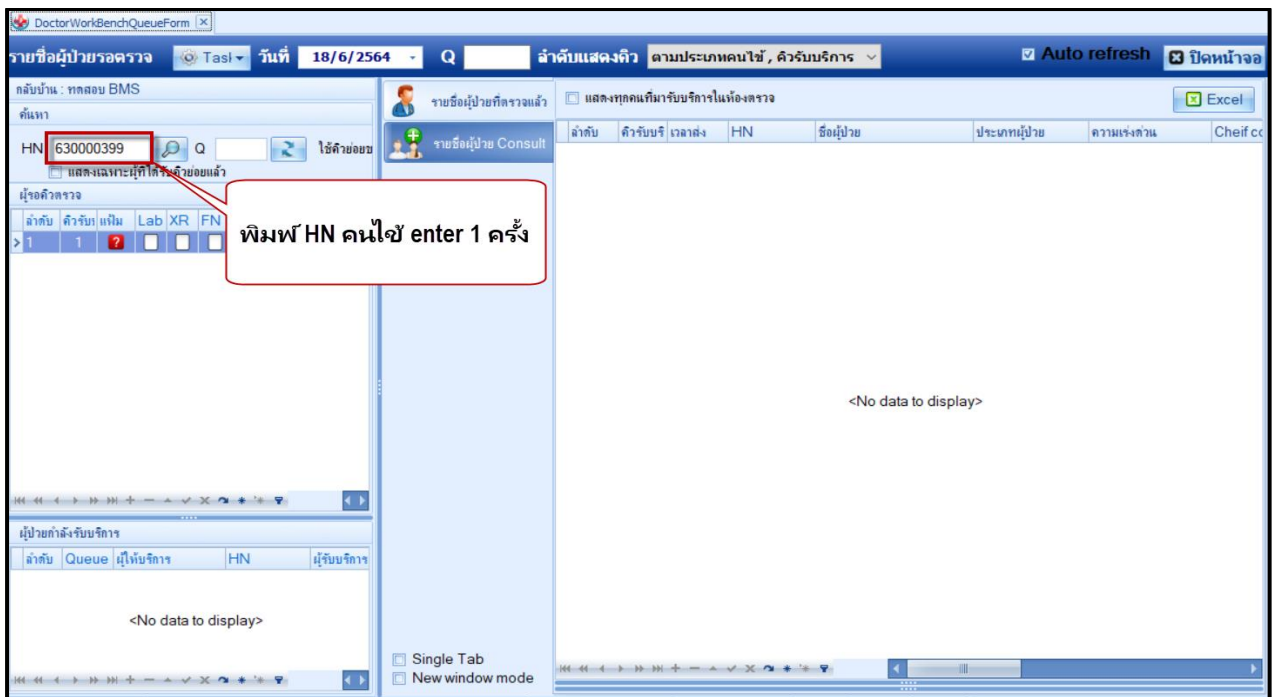 DoctorWorkBenchQueueForm
รายชื่อผู้ป่วยรอตรวจ Tasl วันที่ 18/6/2564 Q ลำดับแสดงคิว ตามประเภทคนไข้, คิวรับบริการ Auto refresh ปิดหน้าจอ
กลับบ้าน : ทดสอบ BMS
ค้นหา
HN 630000399 Q ใช้คิวย่อย
แสดงเฉพาะผู้ที่ได้รับคิวย่อยแล้ว
ผู้รอคิวตรวจ
ลำดับ คิวรับ แฟ้ม Lab XR FN
1 1 ?
พิมพ์ HN คนไข้ enter 1 ครั้ง
ผู้ป่วยกำลังรับบริการ
ลำดับ Queue ผู้ให้บริการ HN ผู้รับบริการ
<No data to display>
รายชื่อผู้ป่วยที่ตรวจแล้ว
รายชื่อผู้ป่วย Consult
Single Tab
New window mode
แสดงทุกคนที่มารับบริการในห้องตรวจ Excel
ลำดับ คิวรับบริ เวลาส่ง HN ชื่อผู้ป่วย ประเภทผู้ป่วย ความเร่งด่วน Cheif cc
<No data to display>